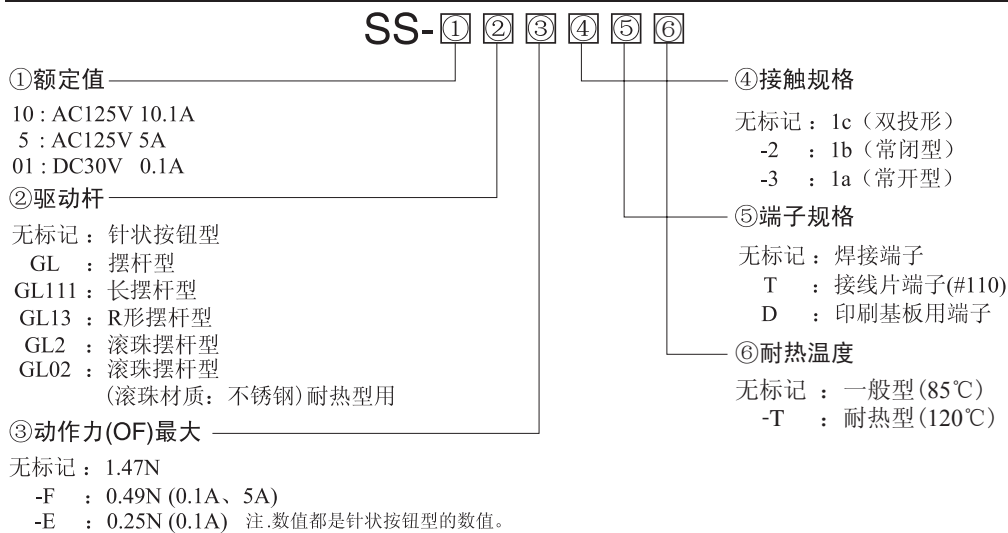 SS-①②③④⑤⑥
①额定值
10 : AC125V 10.1A
5 : AC125V 5A
01 : DC30V 0.1A
②驱动杆
无标记 : 针状按钮型
GL : 摆杆型
GL111 : 长摆杆型
GL13 : R形摆杆型
GL2 : 滚珠摆杆型
GL02 : 滚珠摆杆型
(滚珠材质: 不锈钢)耐热型用
③动作力(OF)最大
无标记 : 1.47N
-F : 0.49N (0.1A、5A)
-E : 0.25N (0.1A) 注.数值都是针状按钮型的数值。
④接触规格
无标记 : 1c（双投形）
-2 : 1b（常闭型）
-3 : 1a（常开型）
⑤端子规格
无标记 : 焊接端子
T : 接线片端子(#110)
D : 印刷基板用端子
⑥耐热温度
无标记 : 一般型(85℃)
-T : 耐热型(120℃)